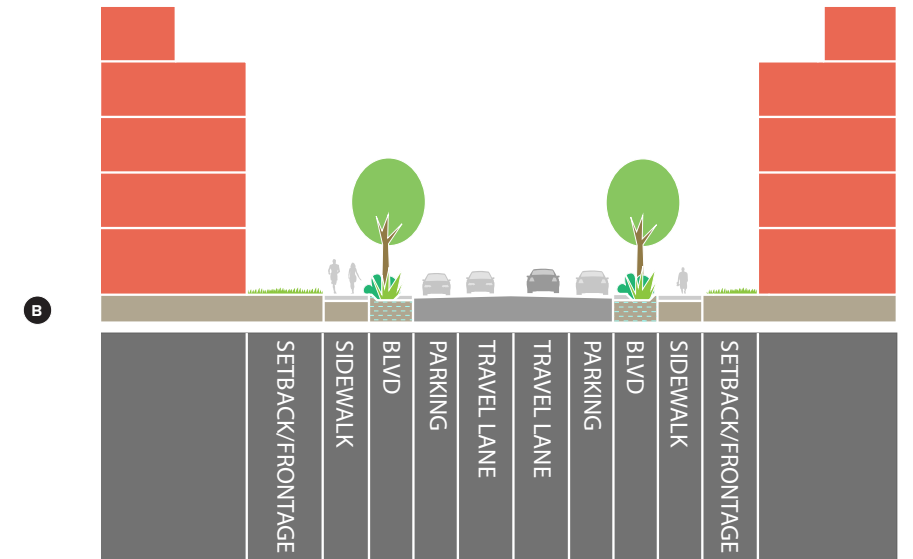 B
SETBACK/FRONTAGE
SIDEWALK
BLVD
PARKING
TRAVEL LANE
TRAVEL LANE
PARKING
BLVD
SIDEWALK
SETBACK/FRONTAGE